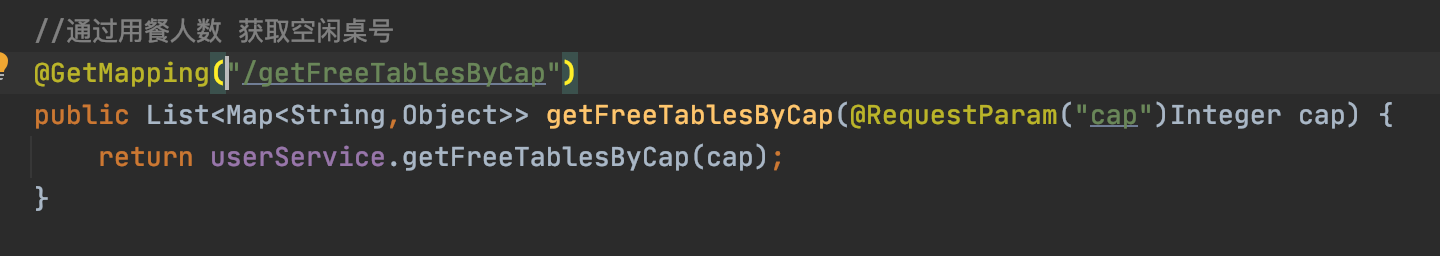 //通过用餐人数 获取空闲桌号
@GetMapping("/getFreeTablesByCap")
public List<Map<String,Object>> getFreeTablesByCap(@RequestParam("cap")Integer cap) {
    return userService.getFreeTablesByCap(cap);
}